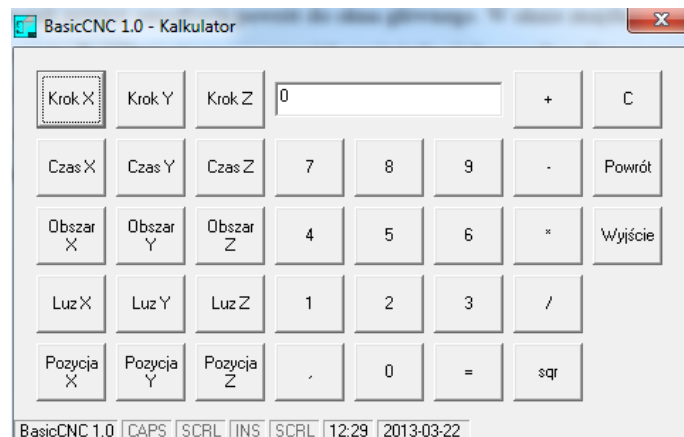 BasicCNC 1.0 - Kalkulator
Krok X Krok Y Krok Z 0 + C
Czas X Czas Y Czas Z 7 8 9 - Powrót
Obszar X Obszar Y Obszar Z 4 5 6 * Wyjście
Luz X Luz Y Luz Z 1 2 3 /
Pozycja X Pozycja Y Pozycja Z , 0 = sqr
BasicCNC 1.0 CAPS SCRL INS SCRL 12:29 2013-03-22